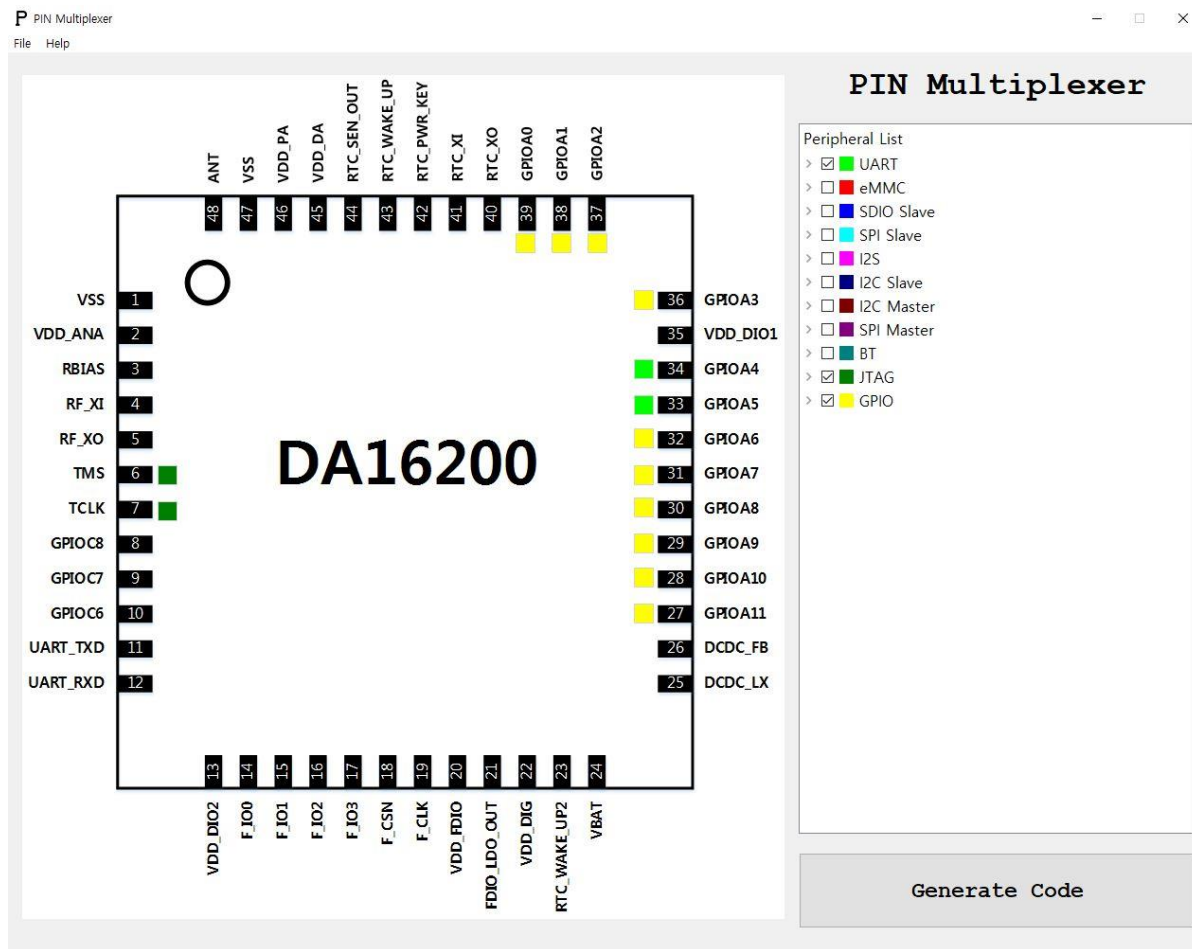 P PIN Multiplexer
File Help
PIN Multiplexer
Peripheral List
UART
eMMC
SDIO Slave
SPI Slave
I2S
I2C Slave
I2C Master
SPI Master
BT
JTAG
GPIO
Generate Code
ANT
VSS
VDD_PA
VDD_DA
RTC_SEN_OUT
RTC_WAKE_UP
RTC_PWR_KEY
RTC_XI
RTC_XO
GPIOA0
GPIOA1
GPIOA2
48 47 46 45 44 43 42 41 40 39 38 37
VSS 1
VDD_ANA 2
RBIAS 3
RF_XI 4
RF_XO 5
TMS 6
TCLK 7
GPIOC8 8
GPIOC7 9
GPIOC6 10
UART_TXD 11
UART_RXD 12
DA16200
36 GPIOA3
35 VDD_DIO1
34 GPIOA4
33 GPIOA5
32 GPIOA6
31 GPIOA7
30 GPIOA8
29 GPIOA9
28 GPIOA10
27 GPIOA11
26 DCDC_FB
25 DCDC_LX
13 14 15 16 17 18 19 20 21 22 23 24
VDD_DIO2
F_IO0
F_IO1
F_IO2
F_IO3
F_CSN
F_CLK
VDD_FDIO
FDIO_LDO_OUT
VDD_DIG
RTC_WAKE_UP2
VBAT